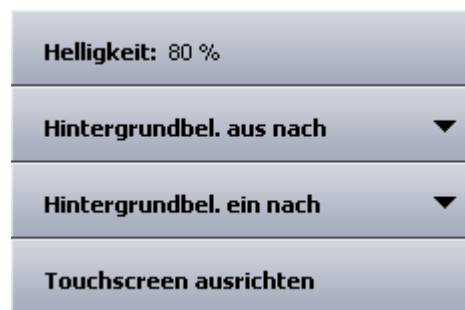 Helligkeit: 80 %
Hintergrundbel. aus nach
Hintergrundbel. ein nach
Touchscreen ausrichten